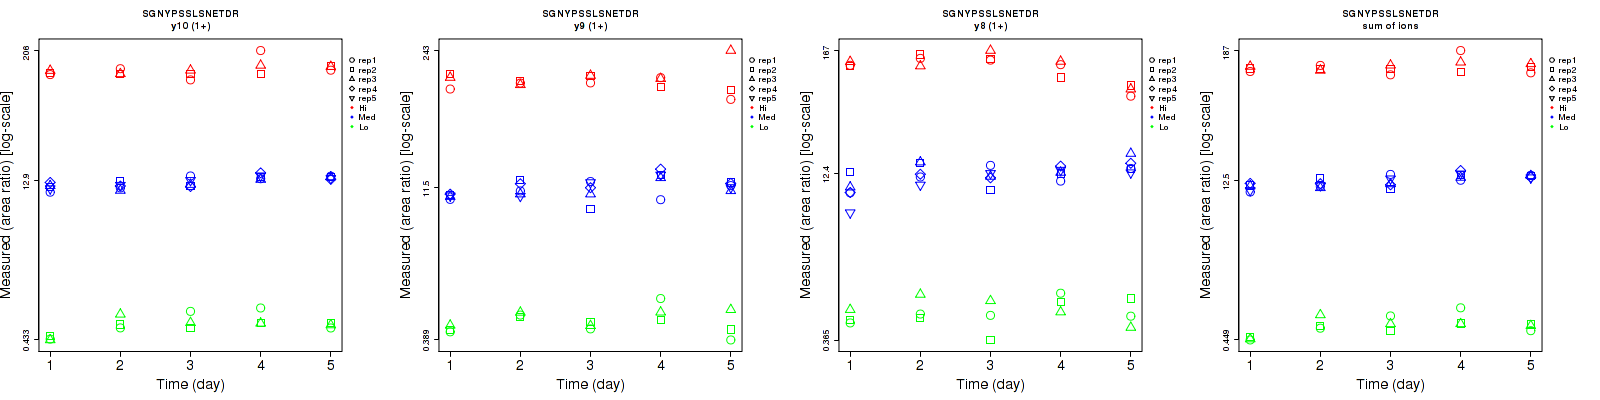 SGNYPSSLSNETDR
y10 (1+)
Measured (area ratio) [log-scale]
206
12.9
0.433
1 2 3 4 5
Time (day)
rep1
rep2
rep3
rep4
rep5
Hi
Med
Lo
SGNYPSSLSNETDR
y9 (1+)
Measured (area ratio) [log-scale]
243
11.5
0.389
1 2 3 4 5
Time (day)
rep1
rep2
rep3
rep4
rep5
Hi
Med
Lo
SGNYPSSLSNETDR
y8 (1+)
Measured (area ratio) [log-scale]
167
12.4
0.365
1 2 3 4 5
Time (day)
rep1
rep2
rep3
rep4
rep5
Hi
Med
Lo
SGNYPSSLSNETDR
sum of ions
Measured (area ratio) [log-scale]
187
12.5
0.449
1 2 3 4 5
Time (day)
rep1
rep2
rep3
rep4
rep5
Hi
Med
Lo